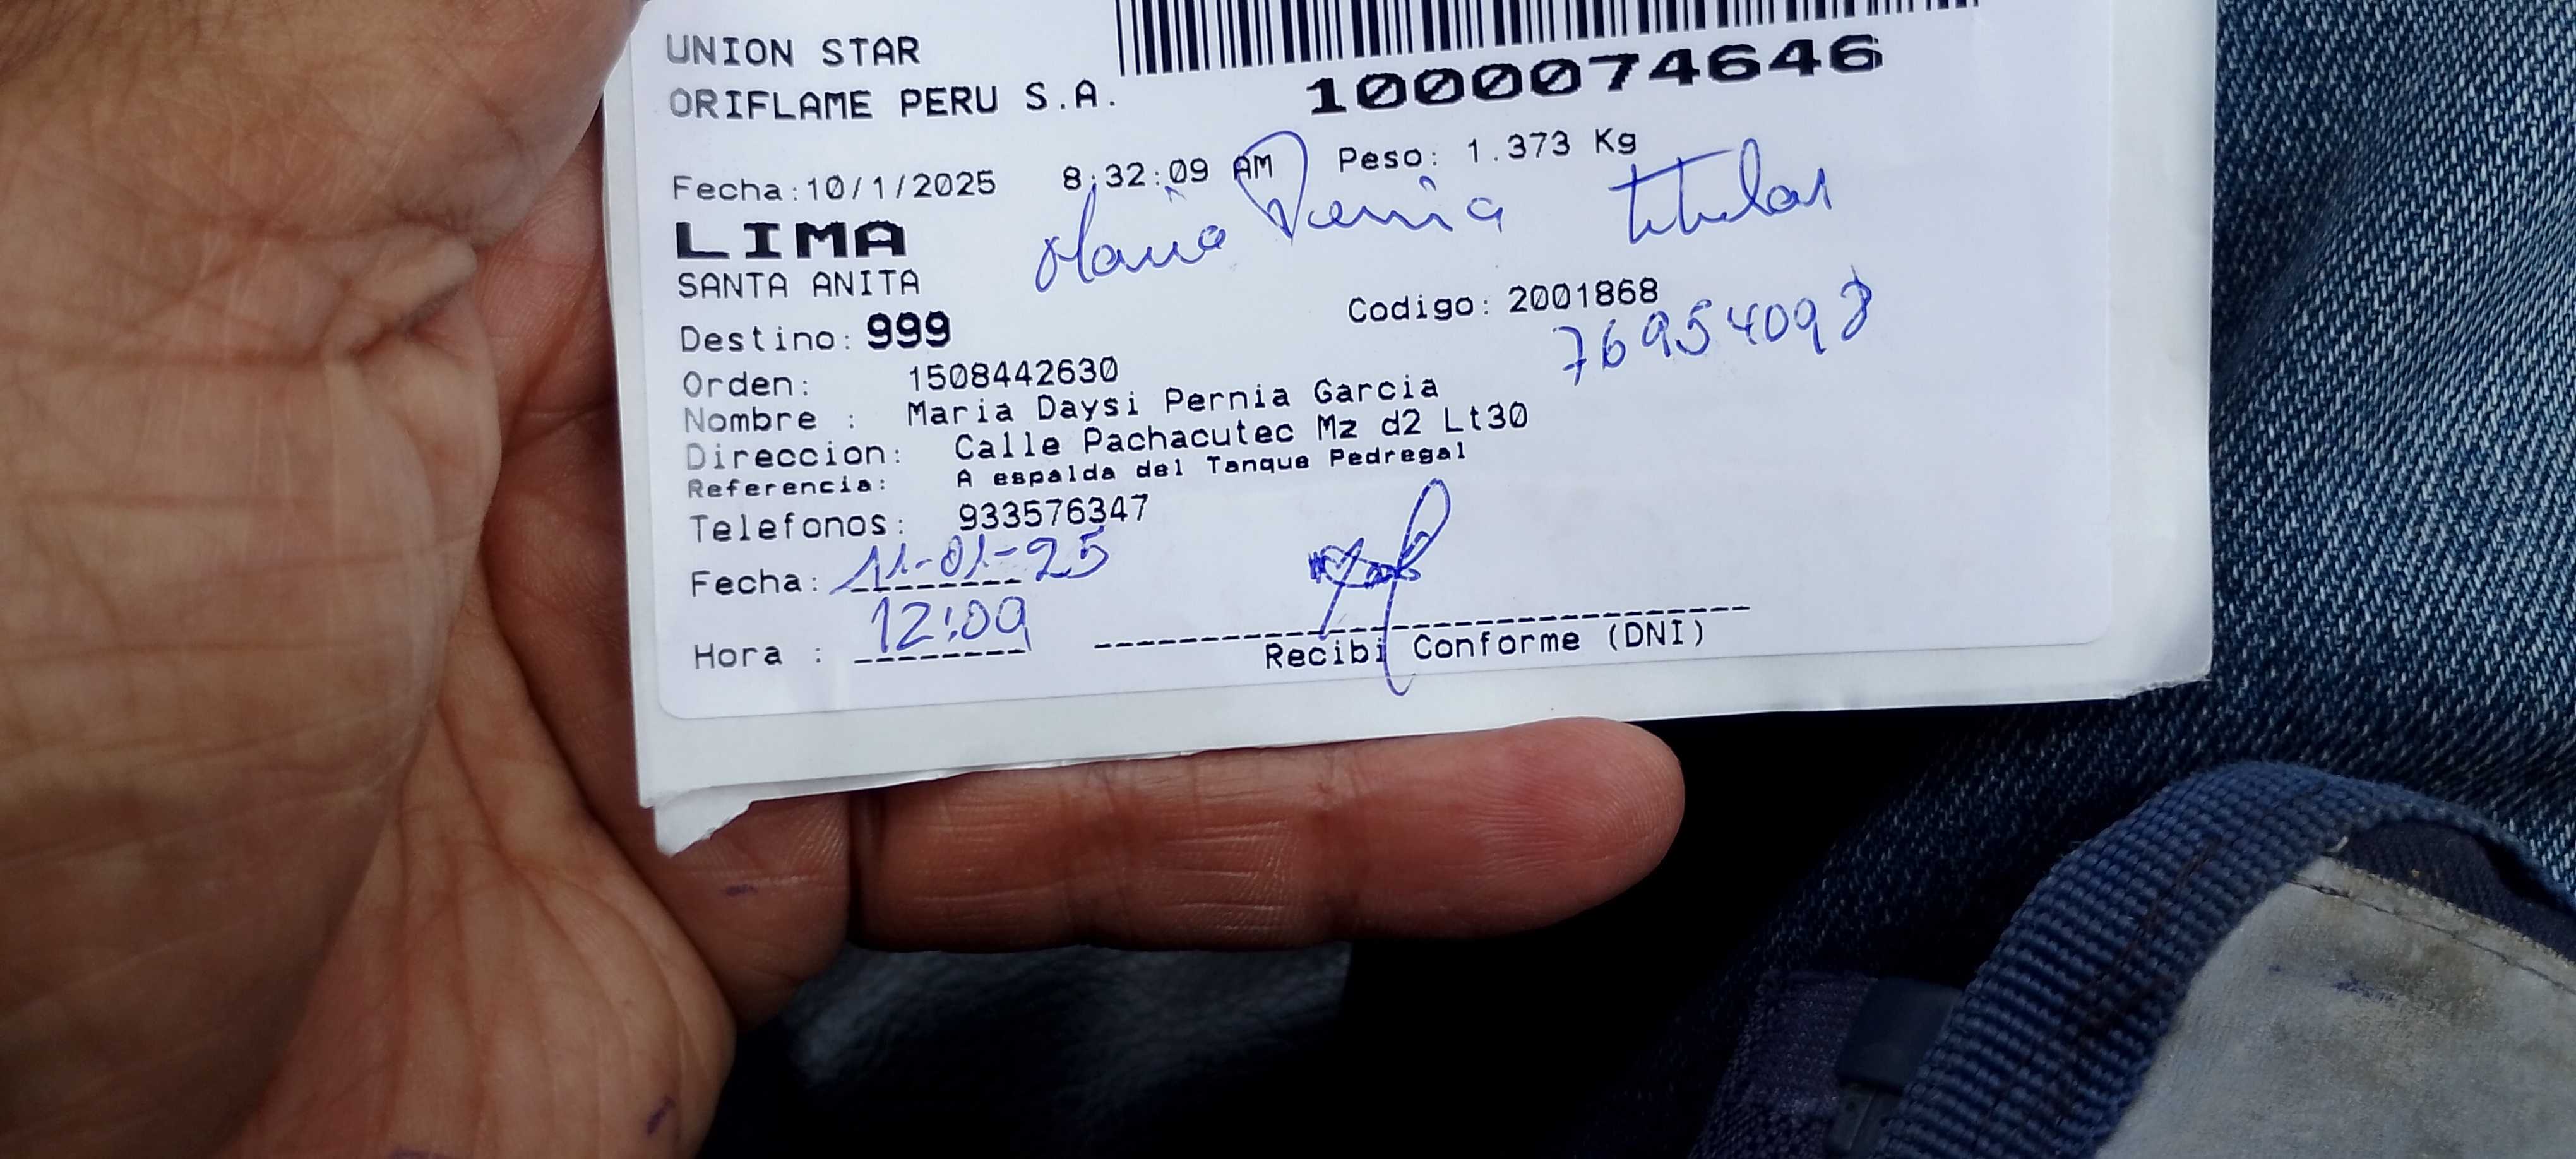 UNION STAR
ORIFLAME PERU S.A.
1000074646
Fecha:10/1/2025 8:32:09 AM Peso: 1.373 Kg
LIMA
Maria Pernia titular
SANTA ANITA
Codigo: 2001868
Destino: 999
76954098
Orden: 1508442630
Nombre : Maria Daysi Pernia Garcia
Direccion: Calle Pachacutec Mz d2 Lt30
Referencia: A espalda del Tanque Pedregal
Telefonos: 933576347
Fecha: 11-01-25
Hora : 12:09
Recibi Conforme (DNI)